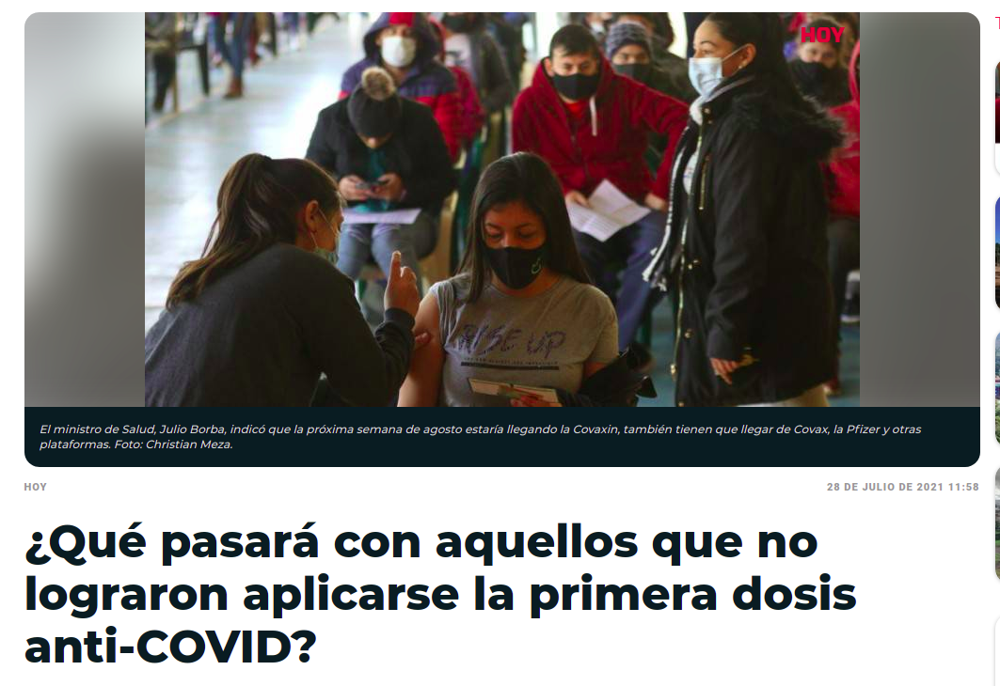 HOY
RISE UP
El ministro de Salud, Julio Borba, indicó que la próxima semana de agosto estaría llegando la Covaxin, también tienen que llegar de Covax, la Pfizer y otras
plataformas. Foto: Christian Meza.
HOY
28 DE JULIO DE 2021 11:58
¿Qué pasará con aquellos que no
lograron aplicarse la primera dosis
anti-COVID?